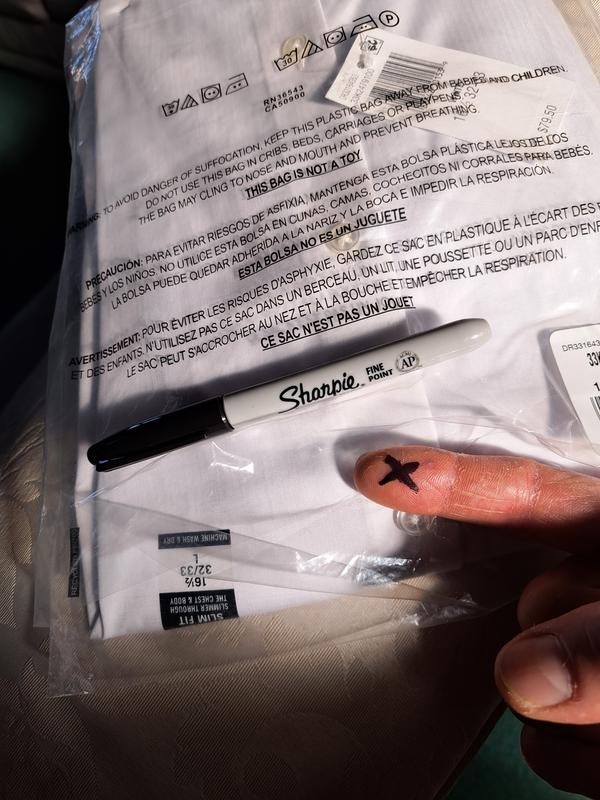 RN36543
CA50900
$79.50
WARNING: TO AVOID DANGER OF SUFFOCATION, KEEP THIS PLASTIC BAG AWAY FROM BABIES AND CHILDREN.
DO NOT USE THIS BAG IN CRIBS, BEDS, CARRIAGES OR PLAYPENS.
THE BAG MAY CLING TO NOSE AND MOUTH AND PREVENT BREATHING.
THIS BAG IS NOT A TOY
PRECAUCIÓN: PARA EVITAR RIESGOS DE ASFIXIA, MANTENGA ESTA BOLSA PLÁSTICA LEJOS DE LOS
BEBÉS Y LOS NIÑOS. NO UTILICE ESTA BOLSA EN CUNAS, CAMAS, COCHECITOS NI CORRALES PARA BEBÉS.
LA BOLSA PUEDE QUEDAR ADHERIDA A LA NARIZ Y LA BOCA E IMPEDIR LA RESPIRACIÓN.
ESTA BOLSA NO ES UN JUGUETE
AVERTISSEMENT: POUR ÉVITER LES RISQUES D'ASPHYXIE, GARDEZ CE SAC EN PLASTIQUE À L'ÉCART DES
ET DES ENFANTS. N'UTILISEZ PAS CE SAC DANS UN BERCEAU, UN LIT, UNE POUSSETTE OU UN PARC
LE SAC PEUT S'ACCROCHER AU NEZ ET À LA BOUCHE ET EMPÊCHER LA RESPIRATION.
CE SAC N'EST PAS UN JOUET
DR331643
33
Sharpie. FINE
POINT AP
SLIM FIT
SLIMMER THROUGH
THE CHEST & BODY
16½
32/33
L
MACHINE WASH & DRY